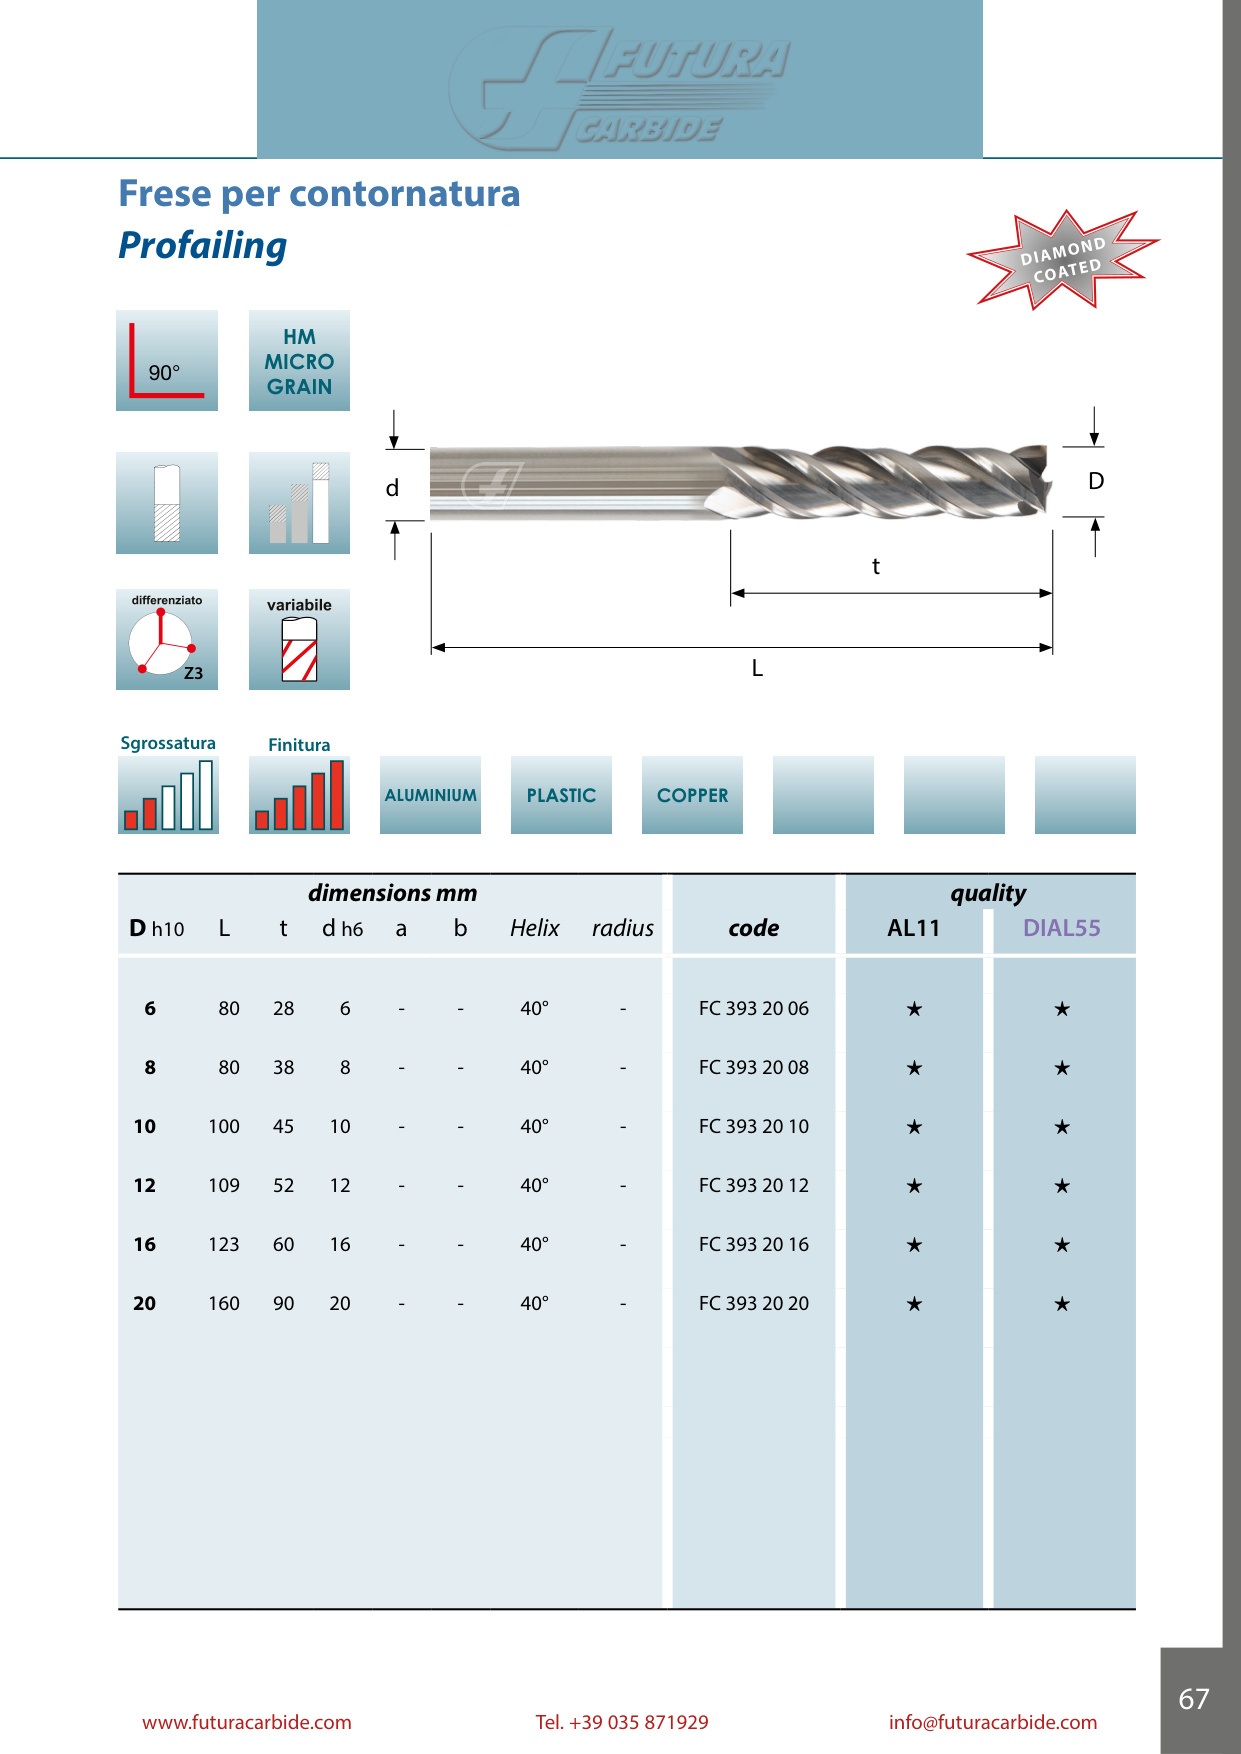 FUTURA
CARBIDE
Frese per contornatura
Profailing
DIAMOND
COATED
90°
HM
MICRO
GRAIN
d
D
t
L
differenziato
Z3
variabile
Sgrossatura
Finitura
ALUMINIUM
PLASTIC
COPPER
dimensions mm quality
D h10 L t d h6 a b Helix radius code AL11 DIAL55
6 80 28 6 - - 40° - FC 393 20 06 ★ ★
8 80 38 8 - - 40° - FC 393 20 08 ★ ★
10 100 45 10 - - 40° - FC 393 20 10 ★ ★
12 109 52 12 - - 40° - FC 393 20 12 ★ ★
16 123 60 16 - - 40° - FC 393 20 16 ★ ★
20 160 90 20 - - 40° - FC 393 20 20 ★ ★
67
www.futuracarbide.com Tel. +39 035 871929 info@futuracarbide.com